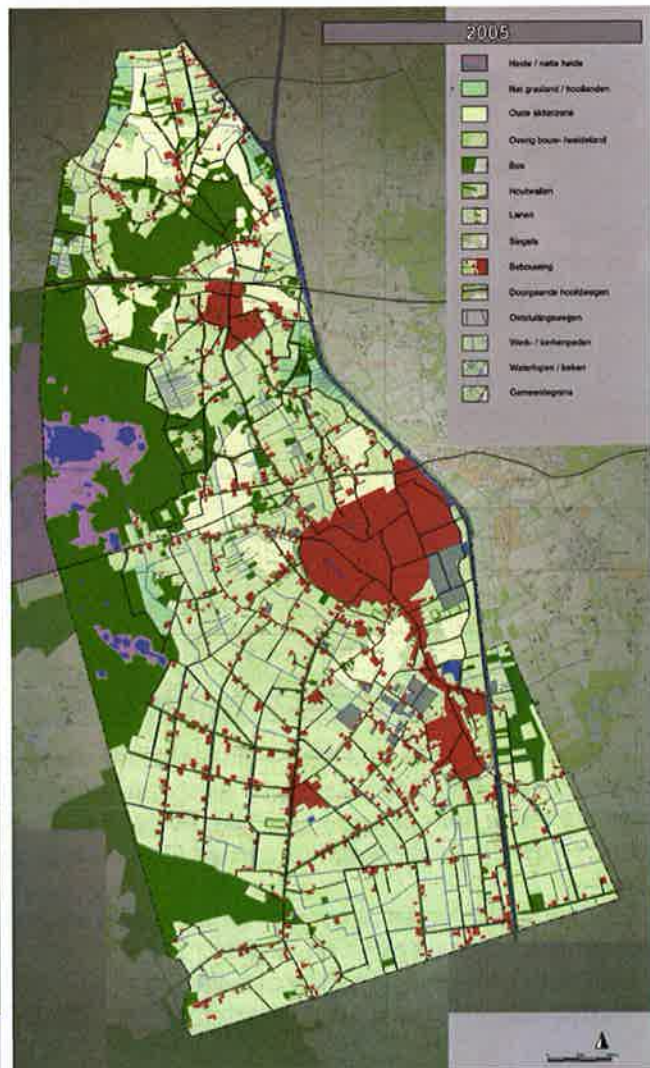 2005
Heide / natte heide
Nat grasland / hooilanden
Oude akkerzone
Overig bouw- /weideland
Bos
Houtwallen
Lanen
Singels
Bebouwing
Doorgaande hoofdwegen
Ontsluitingswegen
Werk- / kerkenpaden
Waterlopen / beken
Gemeentegrens